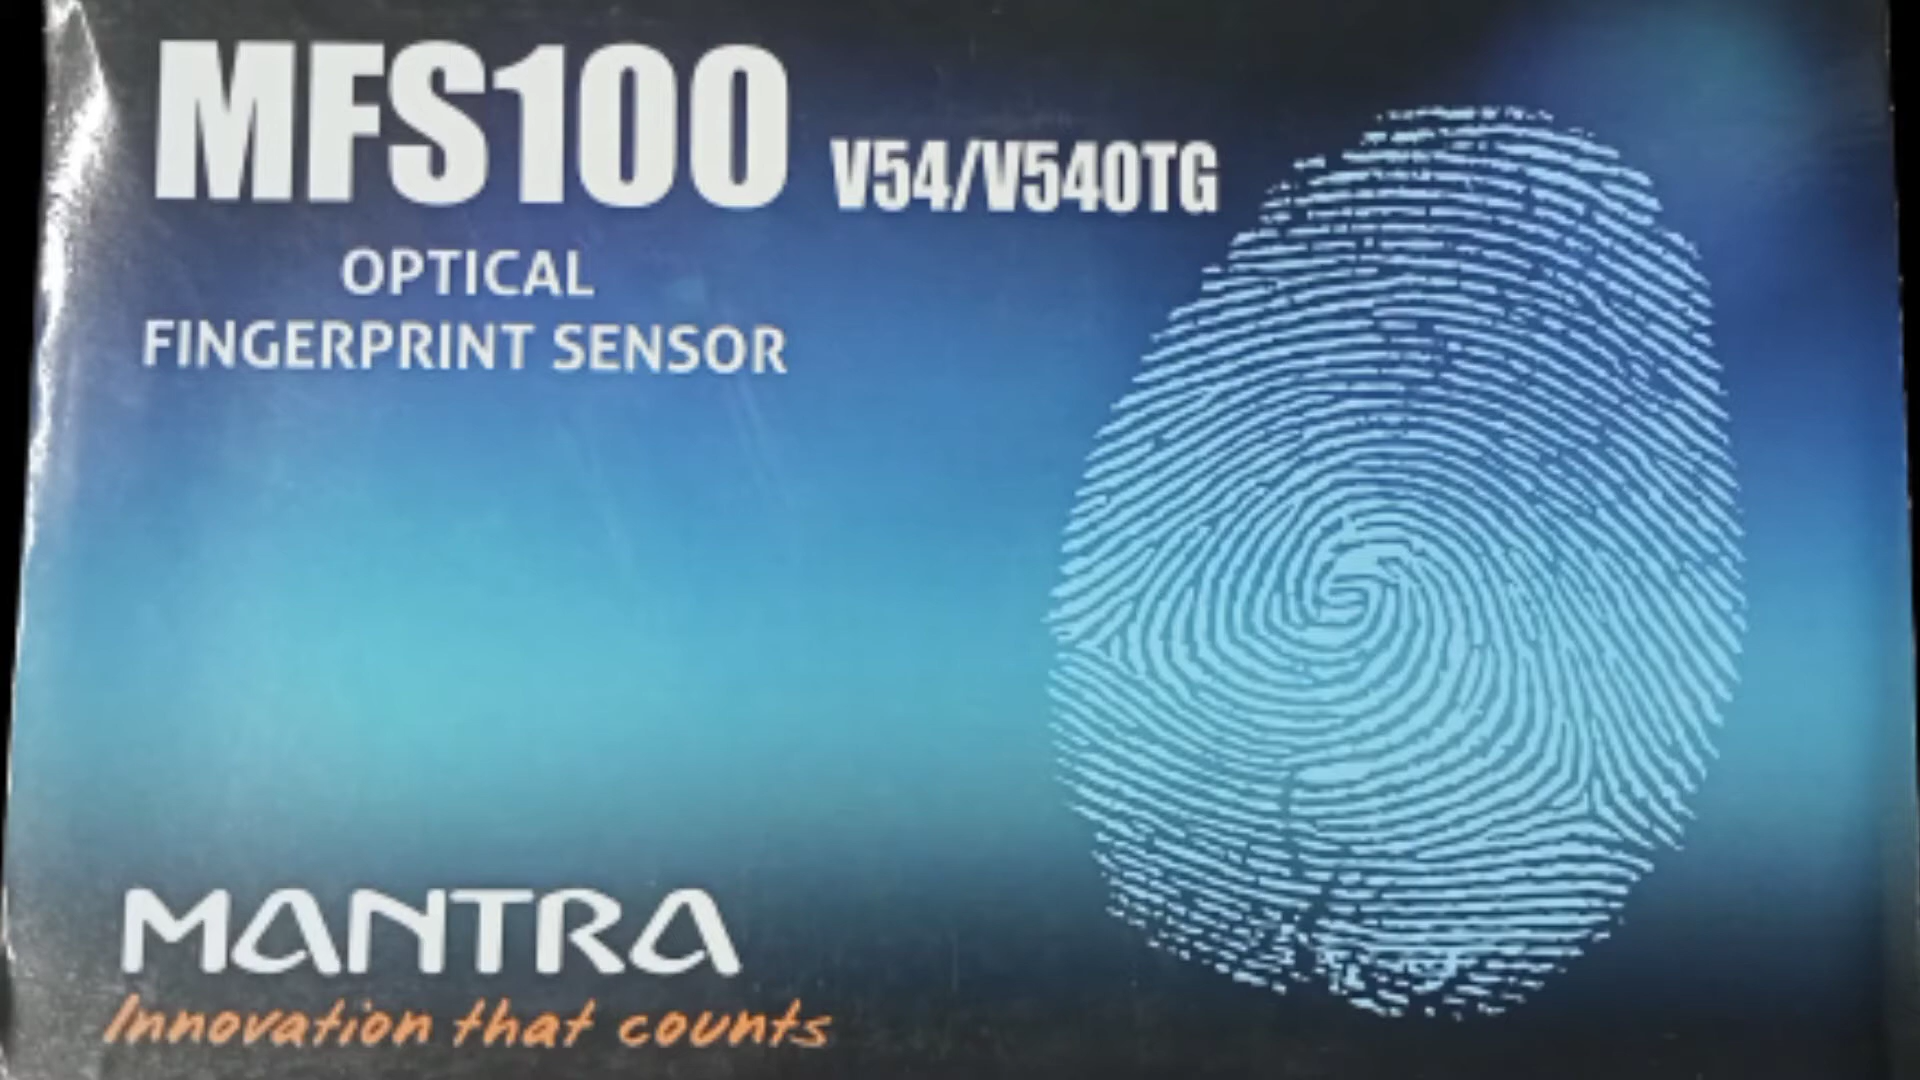 MFS100 V54/V540TG
OPTICAL
FINGERPRINT SENSOR
MANTRA
Innovation that counts